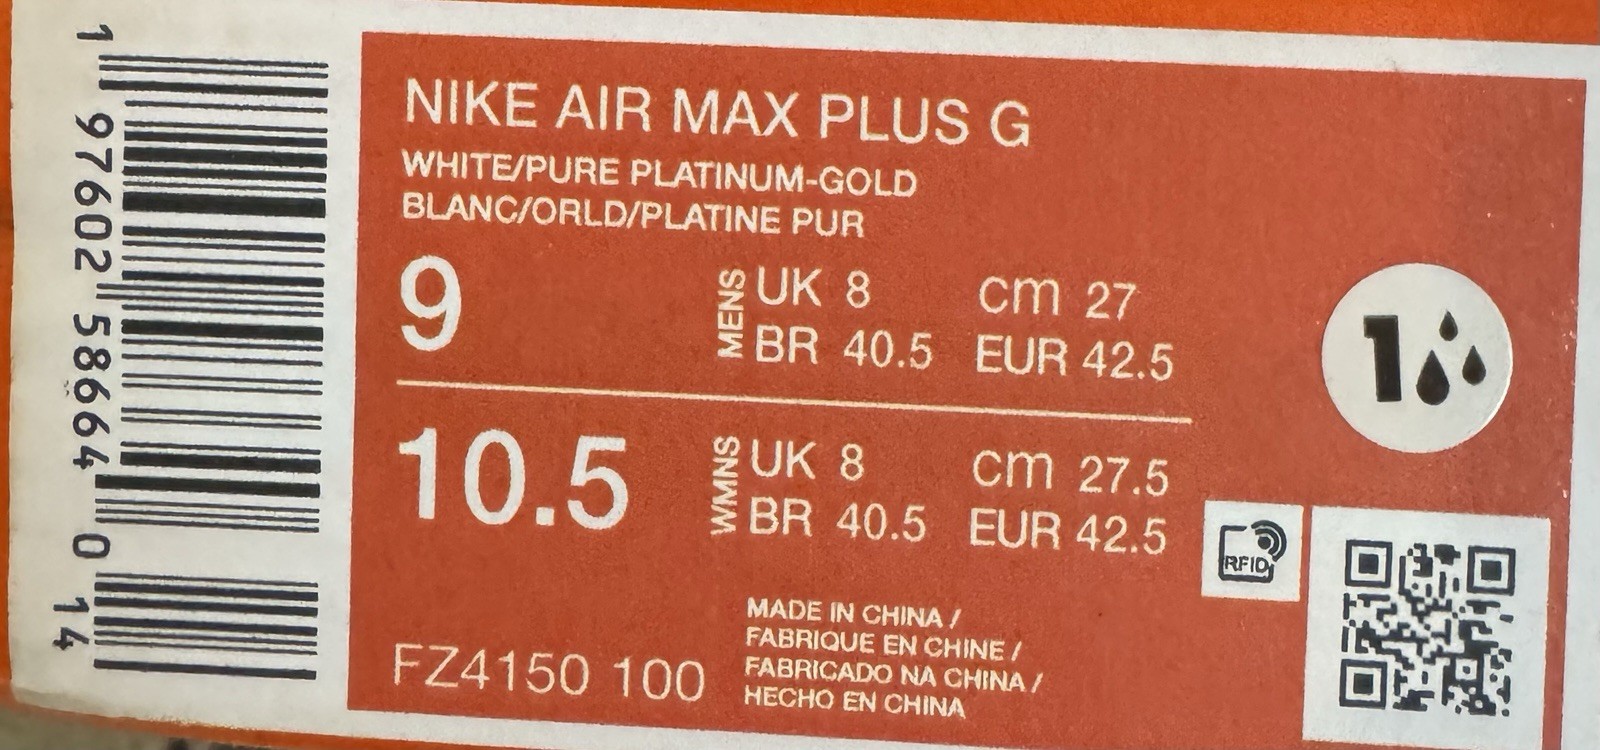 1 97602 58664 0 14
NIKE AIR MAX PLUS G
WHITE/PURE PLATINUM-GOLD
BLANC/ORLD/PLATINE PUR
9 MENS UK 8 cm 27
BR 40.5 EUR 42.5
10.5 WMNS UK 8 cm 27.5
BR 40.5 EUR 42.5
1
RFID
FZ4150 100
MADE IN CHINA /
FABRIQUE EN CHINE /
FABRICADO NA CHINA /
HECHO EN CHINA